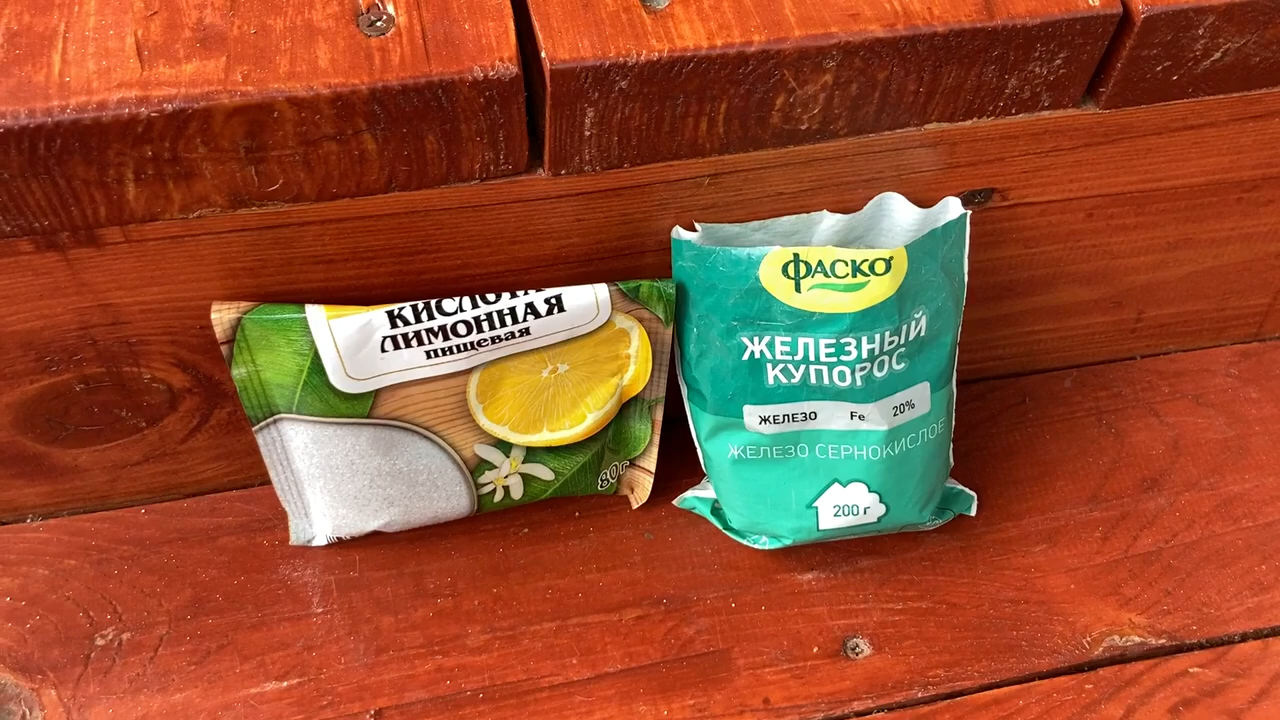 КИСЛОТА
ЛИМОННАЯ
пищевая
80г
ФАСКО
ЖЕЛЕЗНЫЙ
КУПОРОС
ЖЕЛЕЗО Fe 20%
ЖЕЛЕЗО СЕРНОКИСЛОЕ
200 г